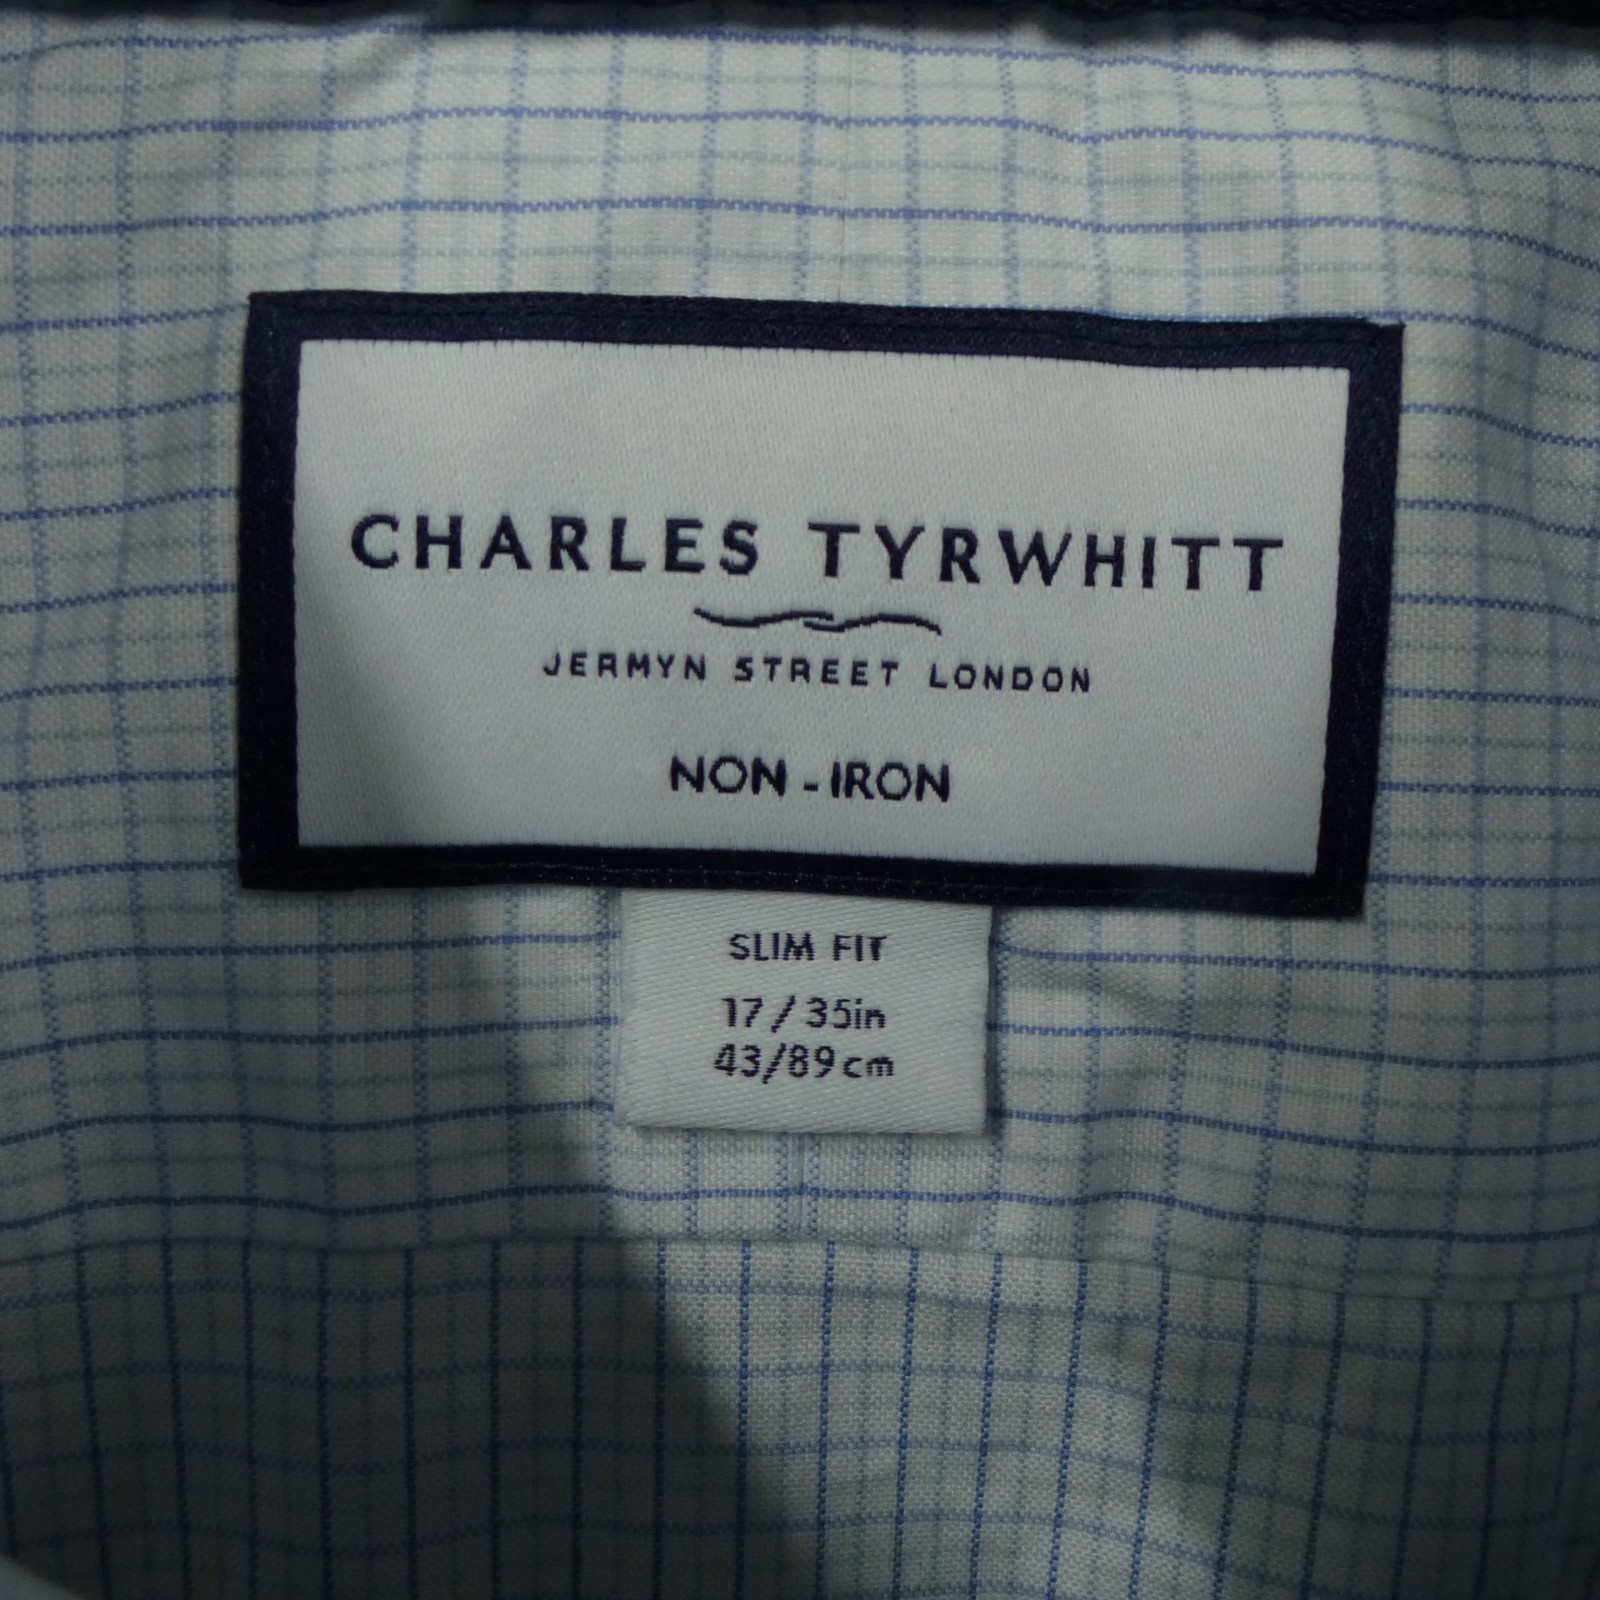 CHARLES TYRWHITT
JERMYN STREET LONDON
NON-IRON
SLIM FIT
17/35in
43/89cm